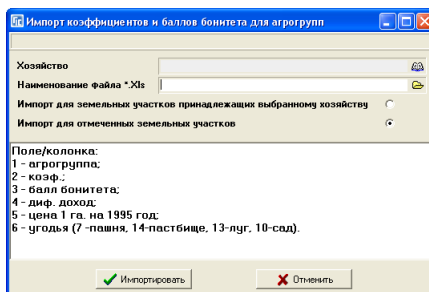 Импорт коэффициентов и баллов бонитета для агрогрупп
Хозяйство
Наименование файла *.Xls
Импорт для земельных участков принадлежащих выбранному хозяйству
Импорт для отмеченных земельных участков
Поле/колонка:
1 - агрогруппа;
2 - коэф.;
3 - балл бонитета;
4 - диф. доход;
5 - цена 1 га. на 1995 год;
6 - угодья (7 -пашня, 14-пастбище, 13-луг, 10-сад).
Импортировать
Отменить